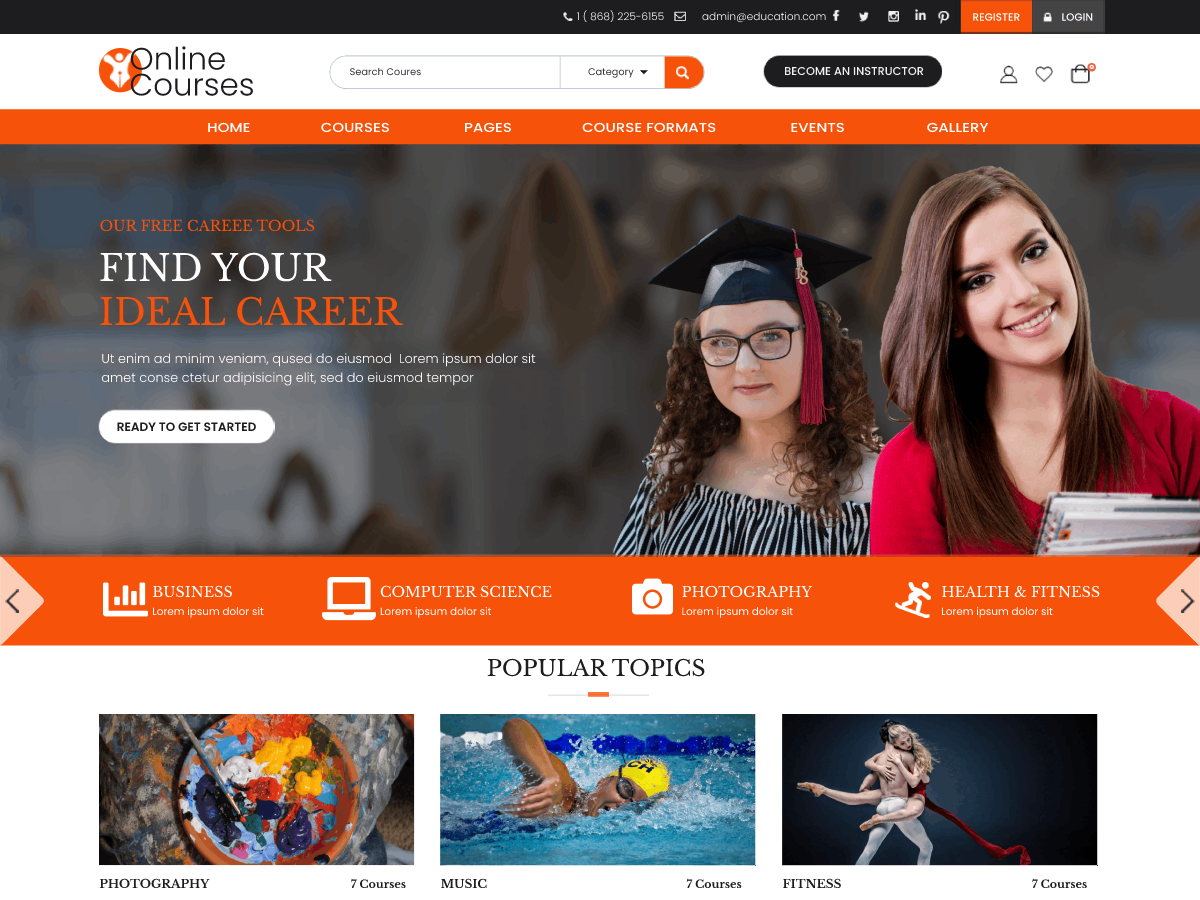 1 ( 868) 225-6155 admin@education.com REGISTER LOGIN
Online
Courses
Search Coures Category BECOME AN INSTRUCTOR 0
HOME COURSES PAGES COURSE FORMATS EVENTS GALLERY
OUR FREE CAREEE TOOLS
FIND YOUR
IDEAL CAREER
Ut enim ad minim veniam, qused do eiusmod Lorem ipsum dolor sit
amet conse ctetur adipisicing elit, sed do eiusmod tempor
READY TO GET STARTED
18
BUSINESS
Lorem ipsum dolor sit
COMPUTER SCIENCE
Lorem ipsum dolor sit
PHOTOGRAPHY
Lorem ipsum dolor sit
HEALTH & FITNESS
Lorem ipsum dolor sit
POPULAR TOPICS
PHOTOGRAPHY 7 Courses
MUSIC 7 Courses
FITNESS 7 Courses